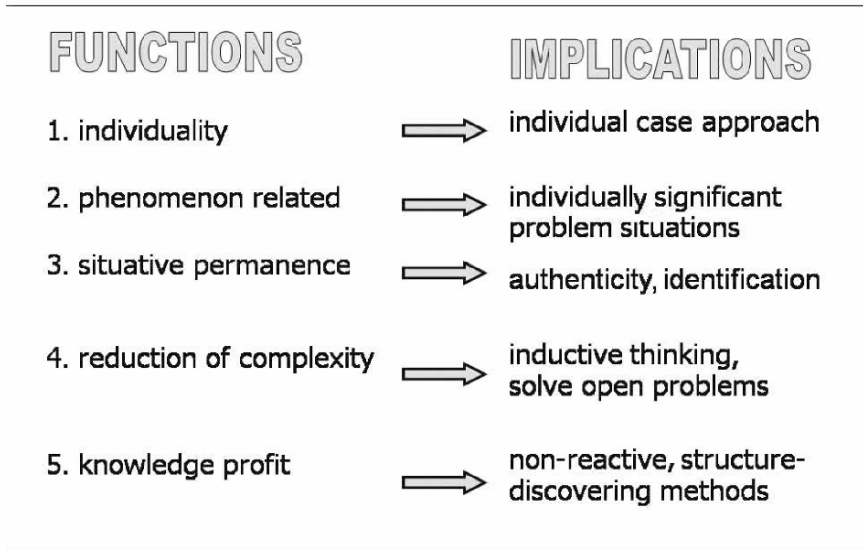 FUNCTIONS
IMPLICATIONS
1. individuality
individual case approach
2. phenomenon related
individually significant
problem situations
3. situative permanence
authenticity, identification
4. reduction of complexity
inductive thinking,
solve open problems
5. knowledge profit
non-reactive, structure-
discovering methods